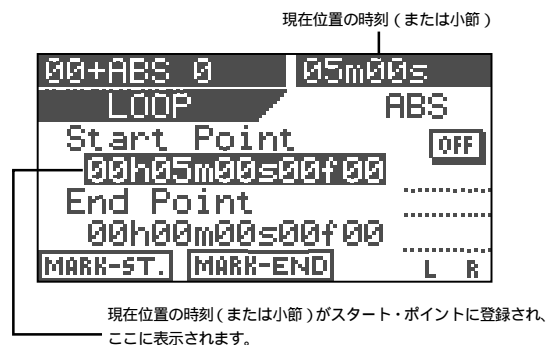 現在位置の時刻(または小節)
00+ABS 0 05m00s
LOOP ABS
Start Point OFF
00h05m00s00f00
End Point
00h00m00s00f00
MARK-ST. MARK-END L R
現在位置の時刻(または小節)がスタート・ポイントに登録され、
ここに表示されます。